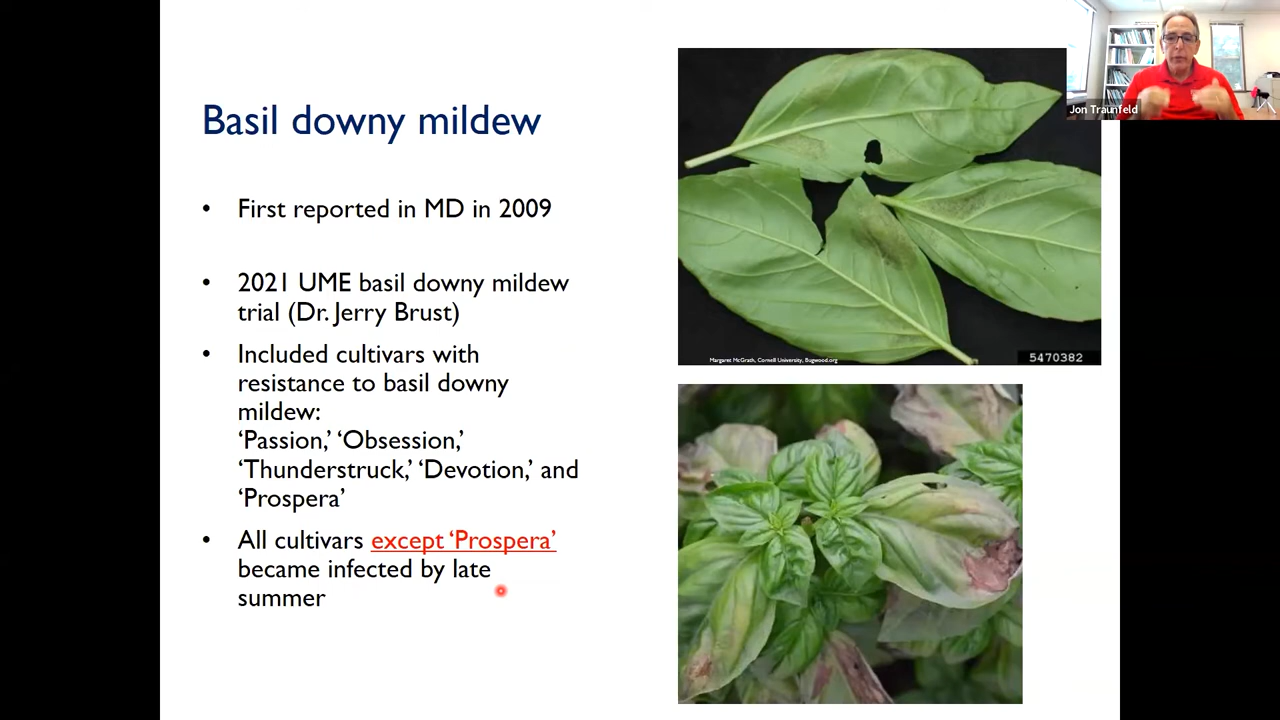 Basil downy mildew
• First reported in MD in 2009
• 2021 UME basil downy mildew
trial (Dr. Jerry Brust)
• Included cultivars with
resistance to basil downy
mildew:
‘Passion,’ ‘Obsession,’
‘Thunderstruck,’ ‘Devotion,’ and
‘Prospera’
• All cultivars except ‘Prospera’
became infected by late
summer
Margaret McGrath, Cornell University, Bugwood.org
5470382
Jon Traunfeld